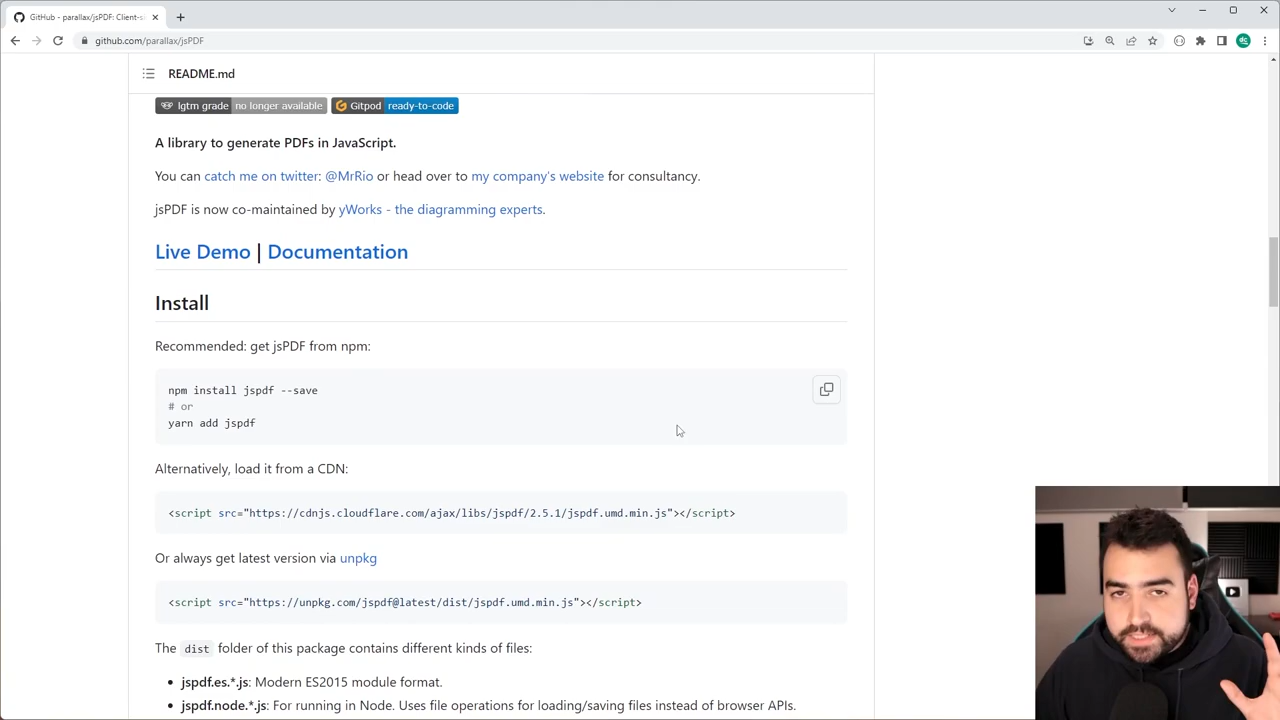 GitHub - parallax/jsPDF: Client-si
github.com/parallax/jsPDF
dc
README.md
lgtm grade no longer available Gitpod ready-to-code
A library to generate PDFs in JavaScript.
You can catch me on twitter: @MrRio or head over to my company's website for consultancy.
jsPDF is now co-maintained by yWorks - the diagramming experts.
Live Demo | Documentation
Install
Recommended: get jsPDF from npm:
npm install jspdf --save
# or
yarn add jspdf
Alternatively, load it from a CDN:
<script src="https://cdnjs.cloudflare.com/ajax/libs/jspdf/2.5.1/jspdf.umd.min.js"></script>
Or always get latest version via unpkg
<script src="https://unpkg.com/jspdf@latest/dist/jspdf.umd.min.js"></script>
The dist folder of this package contains different kinds of files:
• jspdf.es.*.js: Modern ES2015 module format.
• jspdf.node.*.js: For running in Node. Uses file operations for loading/saving files instead of browser APIs.